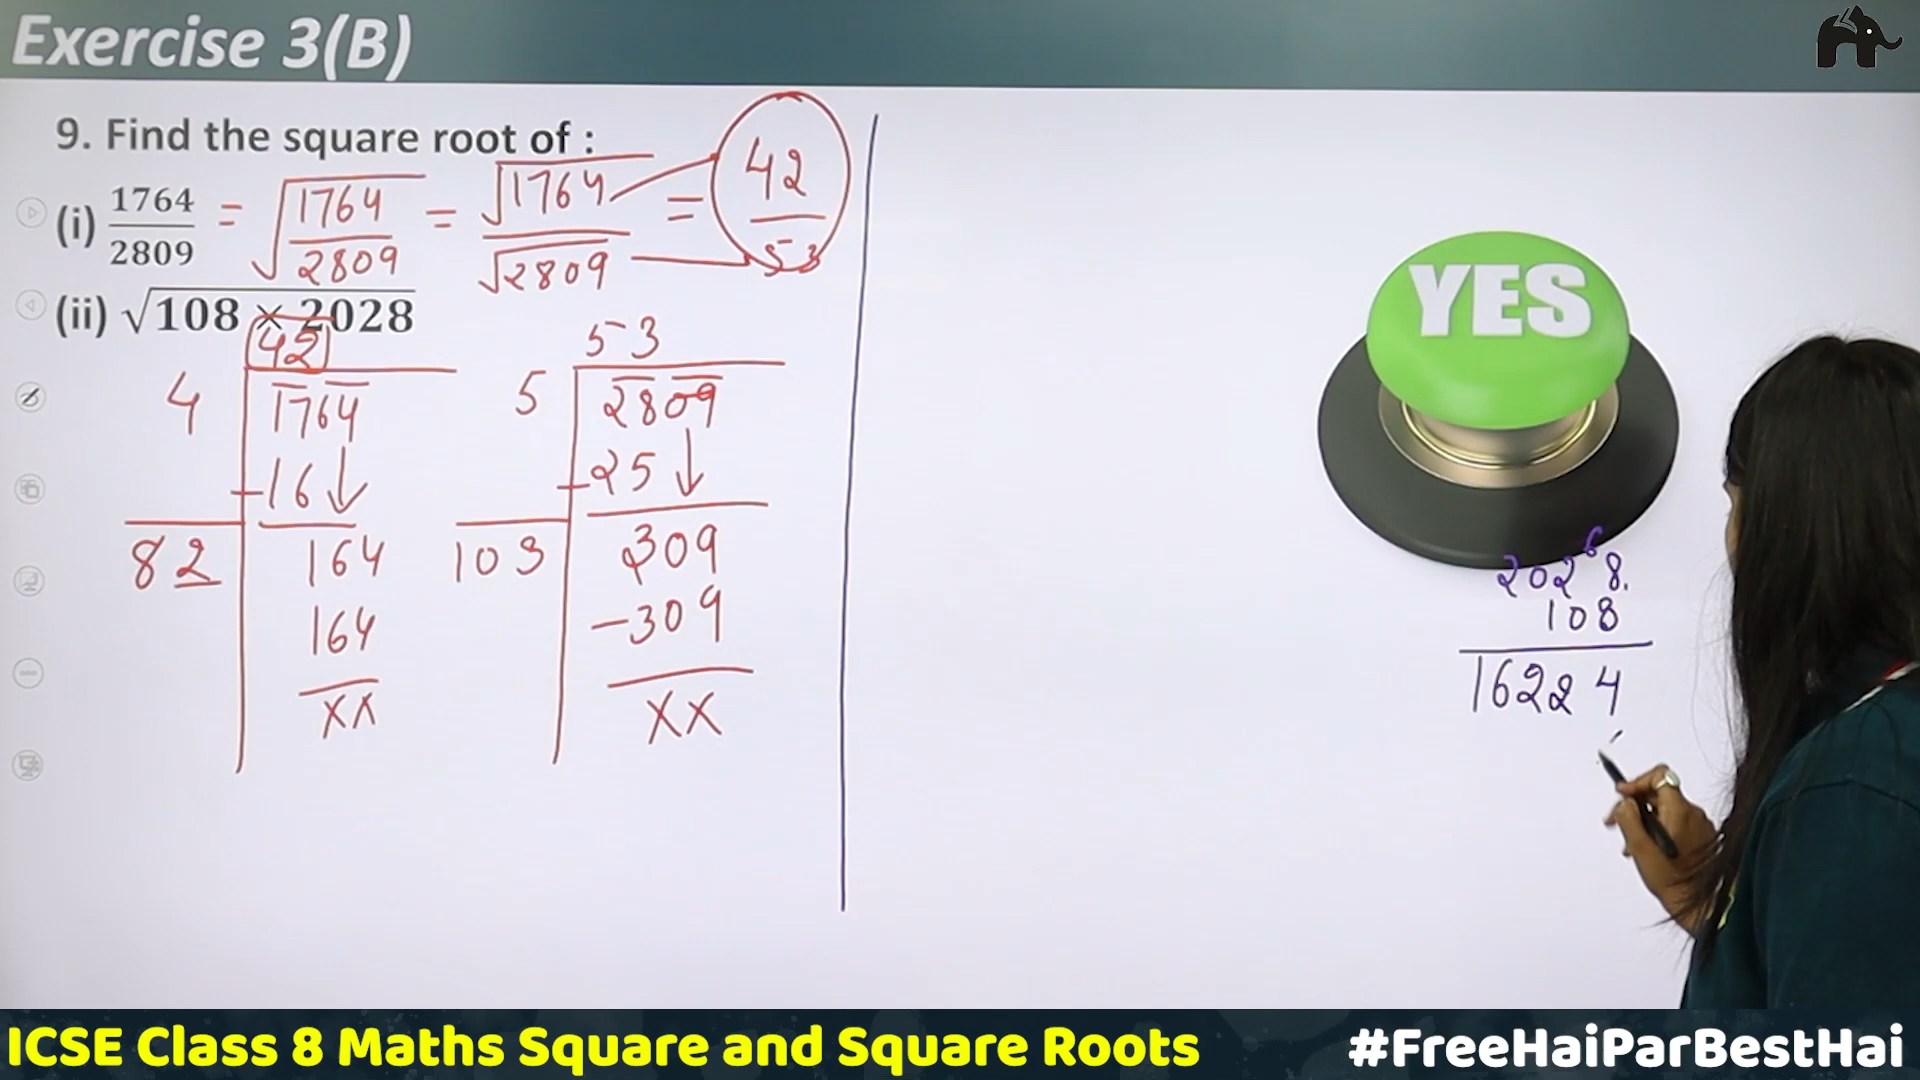 Exercise 3(B)
9. Find the square root of :
(i) 1764/2809 = √1764/2809 = √1764/√2809 = 42/53
(ii) √108 × 2028
42
4 1764
-16
82 164
164
xx
53
5 2809
-25
103 309
-309
xx
YES
6
2028.
108
16224
ICSE Class 8 Maths Square and Square Roots
#FreeHaiParBestHai